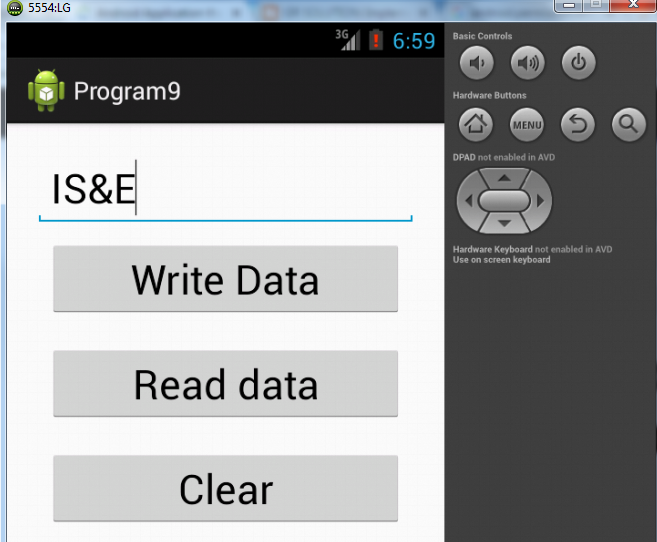 5554:LG
3G
6:59
Program9
IS&E
Write Data
Read data
Clear
Basic Controls
Hardware Buttons
MENU
DPAD not enabled in AVD
Hardware Keyboard not enabled in AVD
Use on screen keyboard